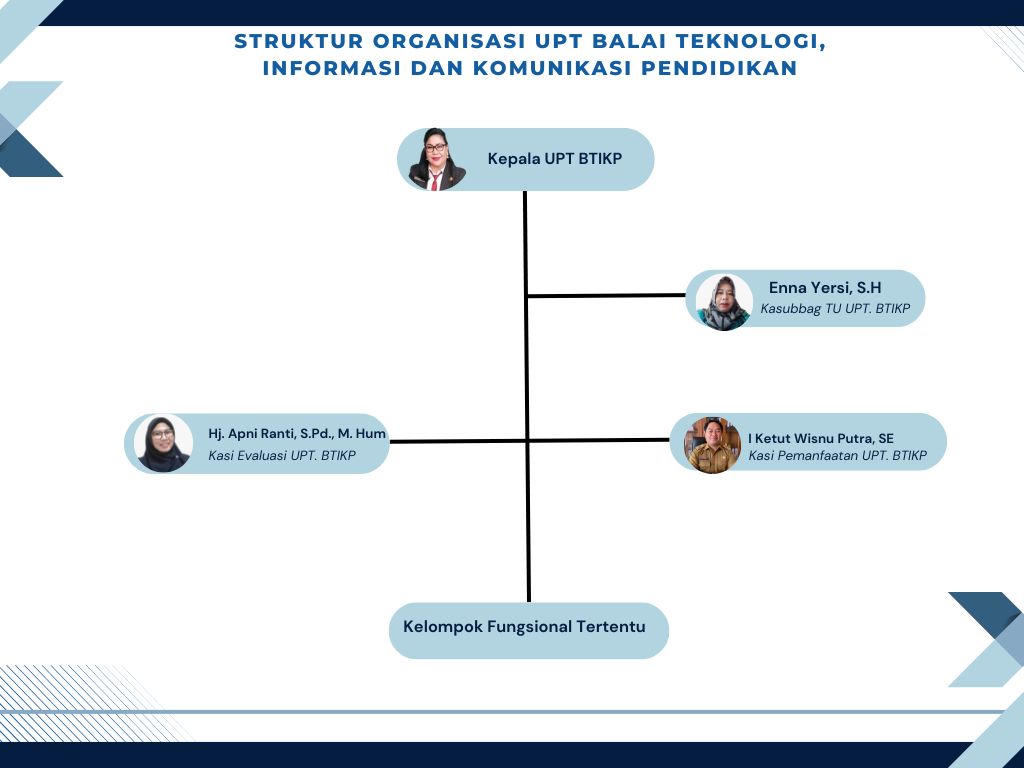 STRUKTUR ORGANISASI UPT BALAI TEKNOLOGI,
INFORMASI DAN KOMUNIKASI PENDIDIKAN
Kepala UPT BTIKP
Enna Yersi, S.H
Kasubbag TU UPT. BTIKP
Hj. Apni Ranti, S.Pd., M. Hum
Kasi Evaluasi UPT. BTIKP
I Ketut Wisnu Putra, SE
Kasi Pemanfaatan UPT. BTIKP
Kelompok Fungsional Tertentu